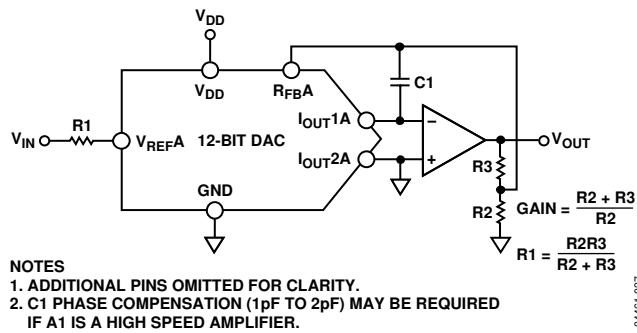 VDD
VDD
RFBA
C1
R1
VIN
VREFA
12-BIT DAC
IOUT1A
IOUT2A
−
+
VOUT
R3
R2
GND
GAIN = R2 + R3
R2
R1 = R2R3
R2 + R3
NOTES
1. ADDITIONAL PINS OMITTED FOR CLARITY.
2. C1 PHASE COMPENSATION (1pF TO 2pF) MAY BE REQUIRED
IF A1 IS A HIGH SPEED AMPLIFIER.